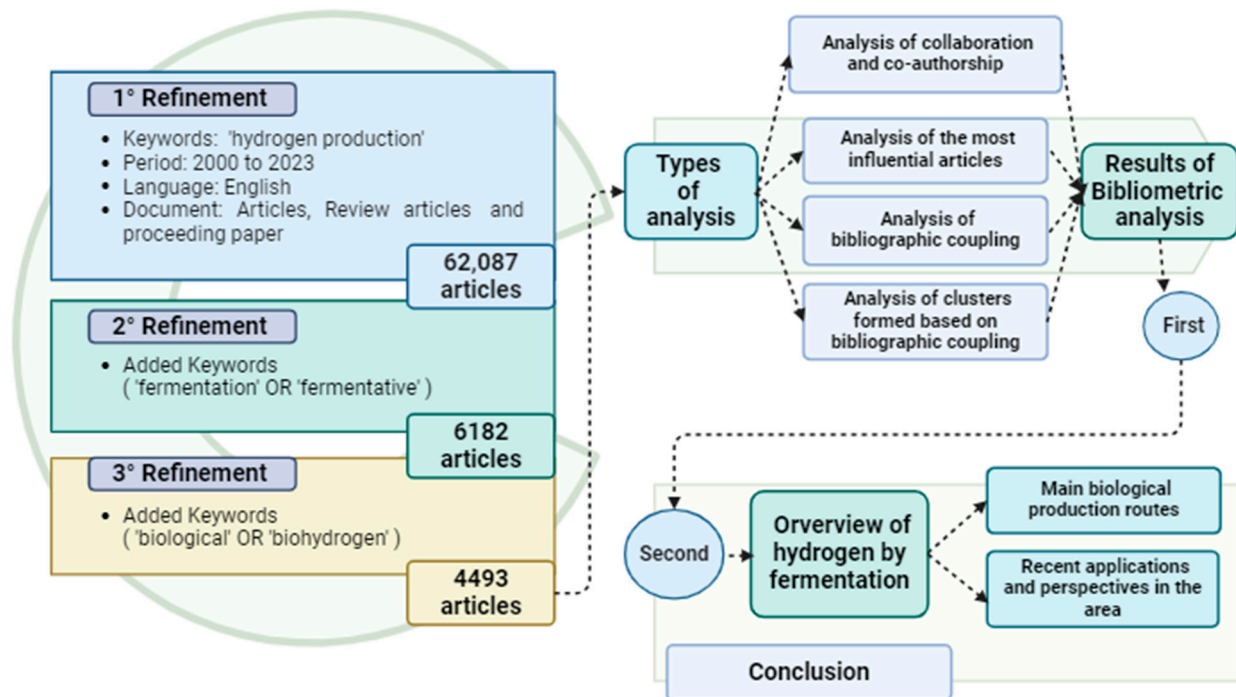 1° Refinement
• Keywords: 'hydrogen production'
• Period: 2000 to 2023
• Language: English
• Document: Articles, Review articles and
proceeding paper
62,087
articles
2° Refinement
• Added Keywords
( 'fermentation' OR 'fermentative' )
6182
articles
3° Refinement
• Added Keywords
( 'biological' OR 'biohydrogen' )
4493
articles
Types
of
analysis
Analysis of collaboration
and co-authorship
Analysis of the most
influential articles
Analysis of
bibliographic coupling
Analysis of clusters
formed based on
bibliographic coupling
Results of
Bibliometric
analysis
First
Second
Orverview of
hydrogen by
fermentation
Main biological
production routes
Recent applications
and perspectives in the
area
Conclusion